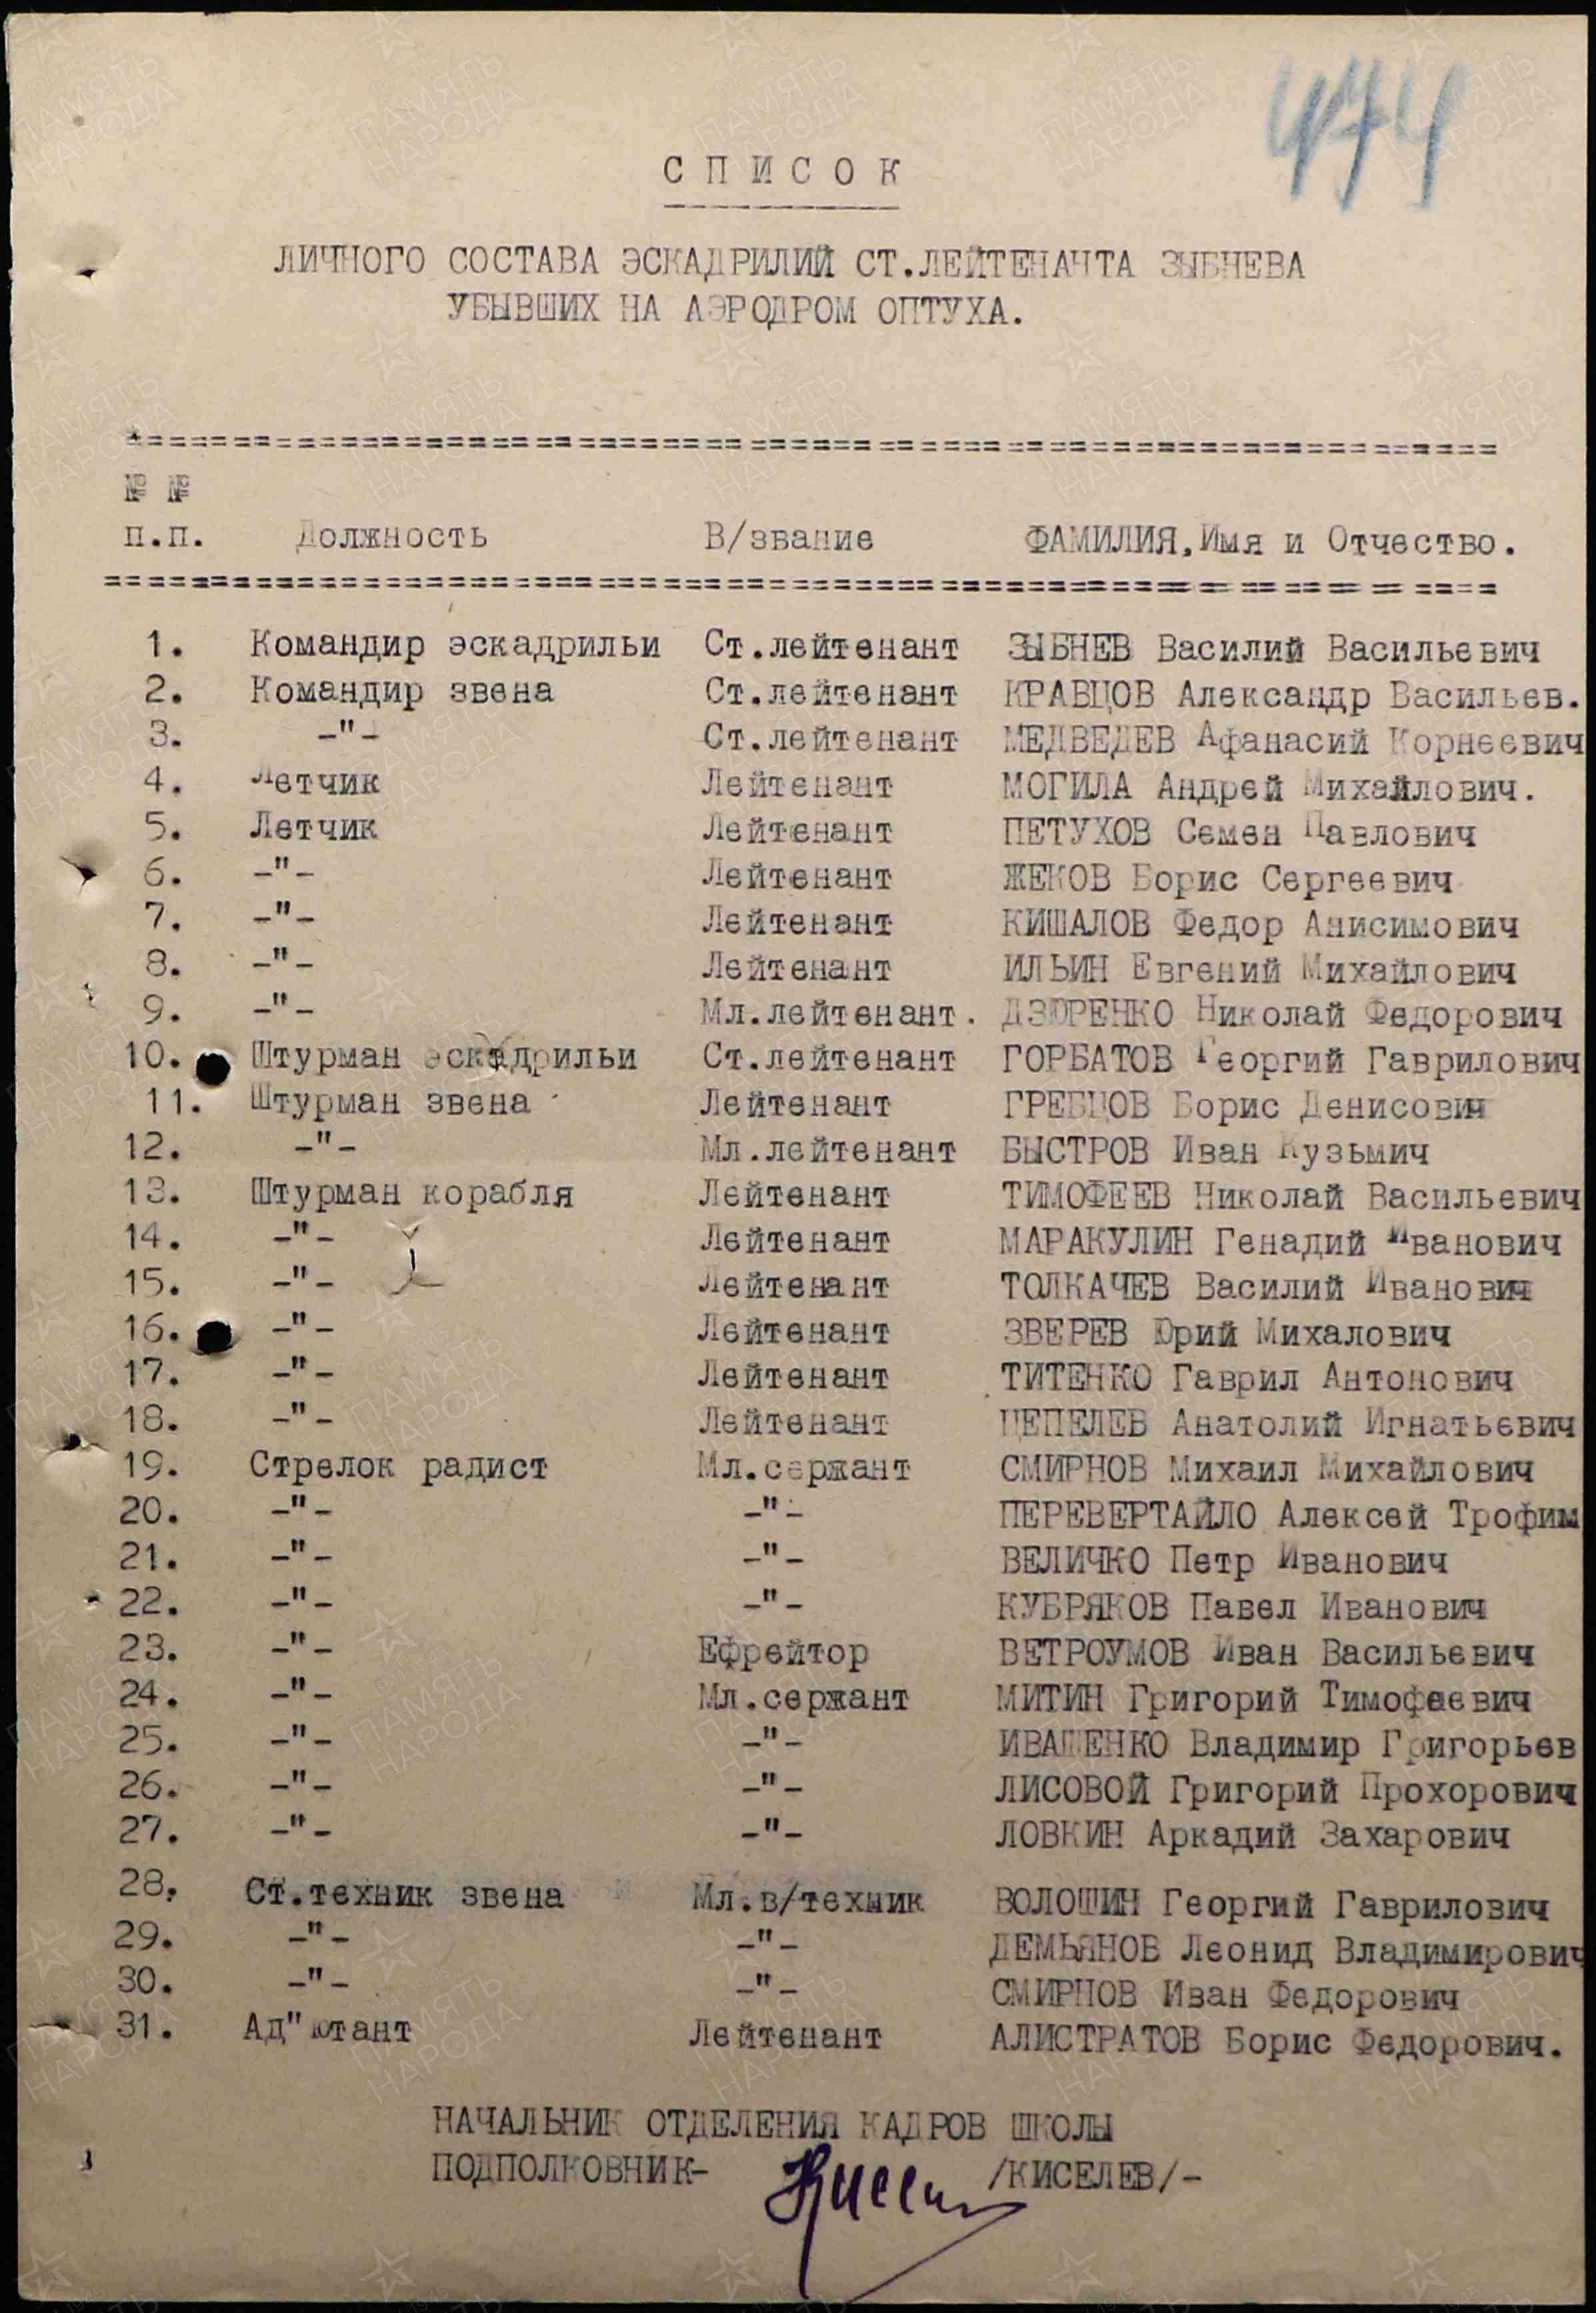 474
СПИСОК
ЛИЧНОГО СОСТАВА ЭСКАДРИЛИЙ СТ.ЛЕЙТЕНАНТА ЗЫБНЕВА
УБЫВШИХ НА АЭРОДРОМ ОПТУХА.
№ №
п.п. Должность В/звание ФАМИЛИЯ,Имя и Отчество.
1. Командир эскадрильи Ст.лейтенант ЗЫБНЕВ Василий Васильевич
2. Командир звена Ст.лейтенант КРАВЦОВ Александр Васильев.
3. -"- Ст.лейтенант МЕДВЕДЕВ Афанасий Корнеевич
4. Летчик Лейтенант МОГИЛА Андрей Михайлович.
5. Летчик Лейтенант ПЕТУХОВ Семен Павлович
6. -"- Лейтенант ЖЕКОВ Борис Сергеевич
7. -"- Лейтенант КИШАЛОВ Федор Анисимович
8. -"- Лейтенант ИЛЬИН Евгений Михайлович
9. -"- Мл.лейтенант. ДЗЮРЕНКО Николай Федорович
10. Штурман эскадрильи Ст.лейтенант ГОРБАТОВ Георгий Гаврилович
11. Штурман звена Лейтенант ГРЕБЦОВ Борис Денисович
12. -"- Мл.лейтенант БЫСТРОВ Иван Кузьмич
13. Штурман корабля Лейтенант ТИМОФЕЕВ Николай Васильевич
14. -"- Лейтенант МАРАКУЛИН Генадий Иванович
15. -"- Лейтенант ТОЛКАЧЕВ Василий Иванович
16. -"- Лейтенант ЗВЕРЕВ Юрий Михалович
17. -"- Лейтенант ТИТЕНКО Гаврил Антонович
18. -"- Лейтенант ЦЕПЕЛЕВ Анатолий Игнатьевич
19. Стрелок радист Мл.сержант СМИРНОВ Михаил Михайлович
20. -"- -"- ПЕРЕВЕРТАЙЛО Алексей Трофим
21. -"- -"- ВЕЛИЧКО Петр Иванович
22. -"- -"- КУБРЯКОВ Павел Иванович
23. -"- Ефрейтор ВЕТРОУМОВ Иван Васильевич
24. -"- Мл.сержант МИТИН Григорий Тимофеевич
25. -"- -"- ИВАШЕНКО Владимир Григорьев
26. -"- -"- ЛИСОВОЙ Григорий Прохорович
27. -"- -"- ЛОВКИН Аркадий Захарович
28. Ст.техник звена Мл.в/техник ВОЛОШИН Георгий Гаврилович
29. -"- -"- ДЕМЬЯНОВ Леонид Владимирович
30. -"- -"- СМИРНОВ Иван Федорович
31. Ад"ютант Лейтенант АЛИСТРАТОВ Борис Федорович.
НАЧАЛЬНИК ОТДЕЛЕНИЯ КАДРОВ ШКОЛЫ
ПОДПОЛКОВНИК- /КИСЕЛЕВ/-